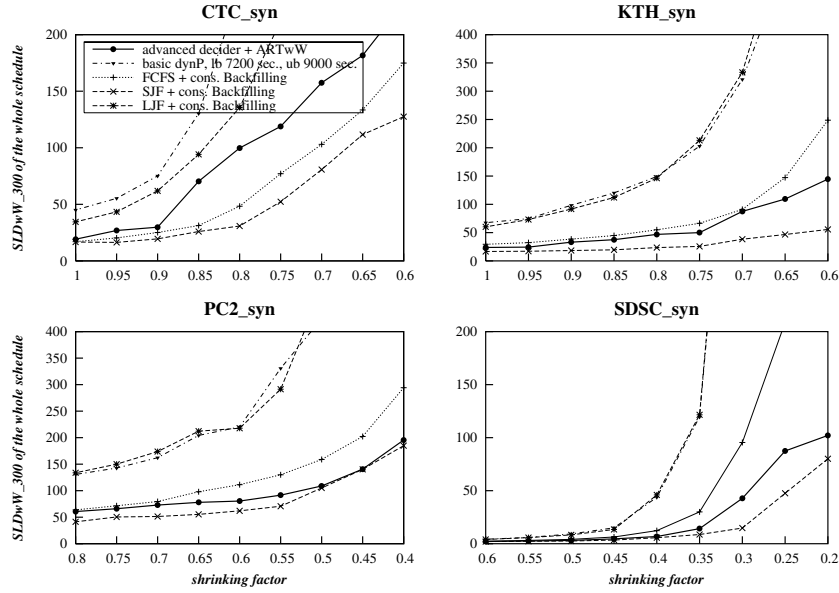 CTC_syn
KTH_syn
SLDwW_300 of the whole schedule
200
150
100
50
0
advanced decider + ARTwW
basic dynP, lb 7200 sec., ub 9000 sec.
FCFS + cons. Backfilling
SJF + cons. Backfilling
LJF + cons. Backfilling
1 0.95 0.9 0.85 0.8 0.75 0.7 0.65 0.6
400
350
300
250
200
150
100
50
0
1 0.95 0.9 0.85 0.8 0.75 0.7 0.65 0.6
PC2_syn
SDSC_syn
SLDwW_300 of the whole schedule
400
350
300
250
200
150
100
50
0
0.8 0.75 0.7 0.65 0.6 0.55 0.5 0.45 0.4
shrinking factor
200
150
100
50
0
0.6 0.55 0.5 0.45 0.4 0.35 0.3 0.25 0.2
shrinking factor